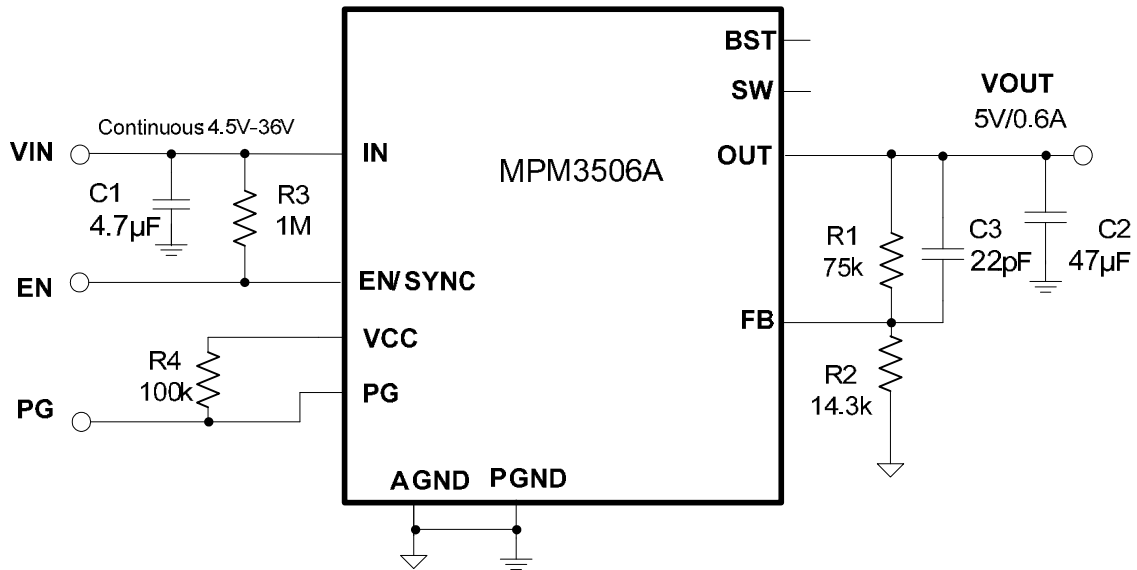 BST
SW
VOUT
5V/0.6A
Continuous 4.5V-36V
VIN
IN
OUT
MPM3506A
C1
4.7µF
R3
1M
R1
75k
C3
22pF
C2
47µF
EN
EN/SYNC
VCC
FB
R4
100k
PG
PG
R2
14.3k
AGND
PGND